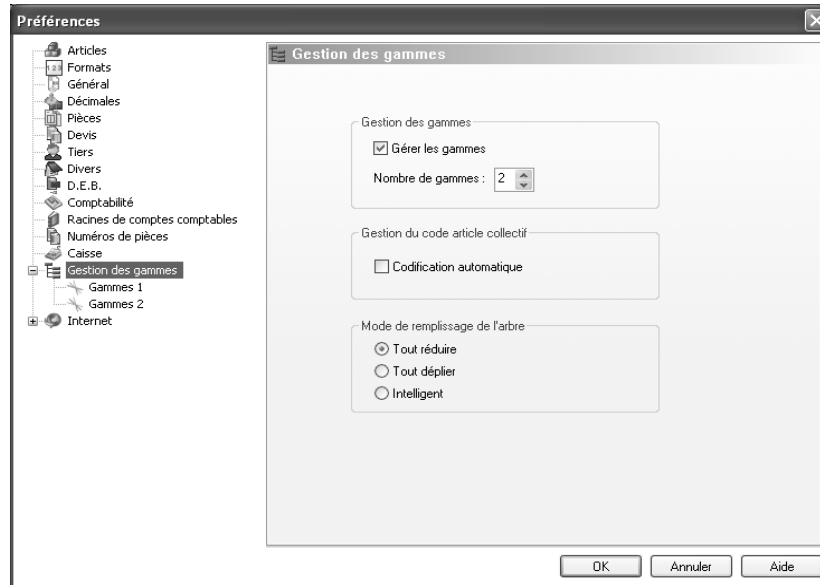 Préférences
Articles
Formats
Général
Décimales
Pièces
Devis
Tiers
Divers
D.E.B.
Comptabilité
Racines de comptes comptables
Numéros de pièces
Caisse
Gestion des gammes
Gammes 1
Gammes 2
Internet
Gestion des gammes
Gestion des gammes
Gérer les gammes
Nombre de gammes : 2
Gestion du code article collectif
Codification automatique
Mode de remplissage de l'arbre
Tout réduire
Tout déplier
Intelligent
OK Annuler Aide